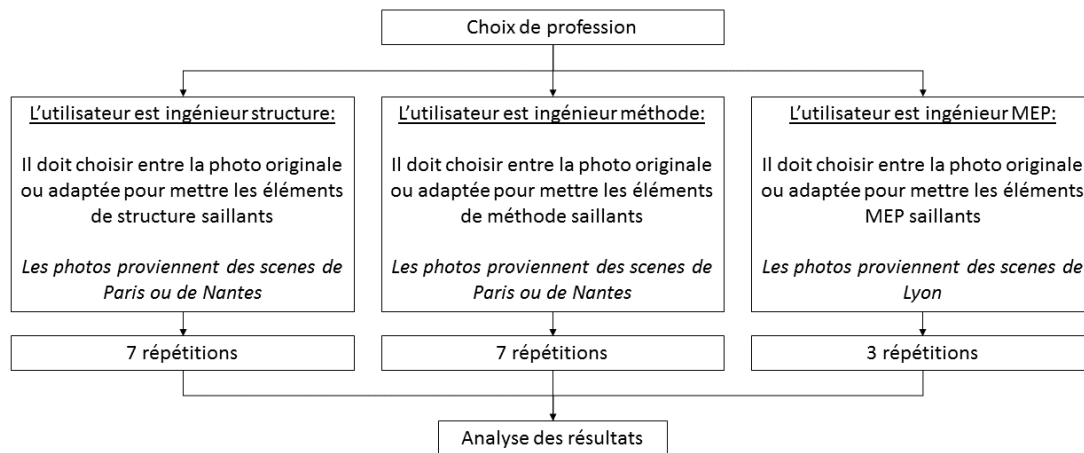 Choix de profession
L'utilisateur est ingénieur structure:
Il doit choisir entre la photo originale
ou adaptée pour mettre les éléments
de structure saillants
Les photos proviennent des scenes de
Paris ou de Nantes
7 répétitions
L'utilisateur est ingénieur méthode:
Il doit choisir entre la photo originale
ou adaptée pour mettre les éléments
de méthode saillants
Les photos proviennent des scenes de
Paris ou de Nantes
7 répétitions
L'utilisateur est ingénieur MEP:
Il doit choisir entre la photo originale
ou adaptée pour mettre les éléments
MEP saillants
Les photos proviennent des scenes de
Lyon
3 répétitions
Analyse des résultats